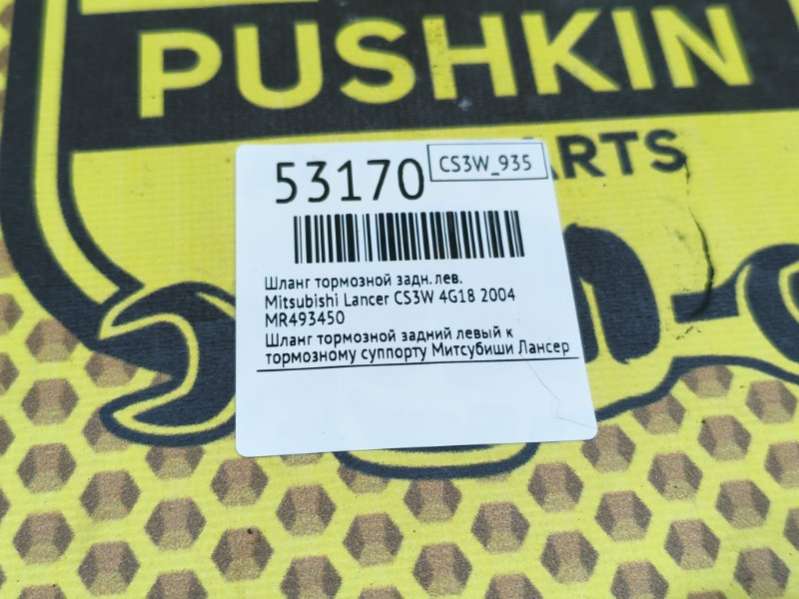 PUSHKIN
ARTS
53170
CS3W_935
Шланг тормозной задн. лев.
Mitsubishi Lancer CS3W 4G18 2004
MR493450
Шланг тормозной задний левый к
тормозному суппорту Митсубиши Лансер